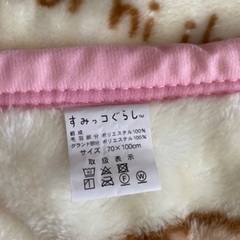 すみっコぐらし〜
組成
毛羽部分 ポリエステル100%
グランド部分 ポリエステル100%
サイズ：70×100cm
取扱表示